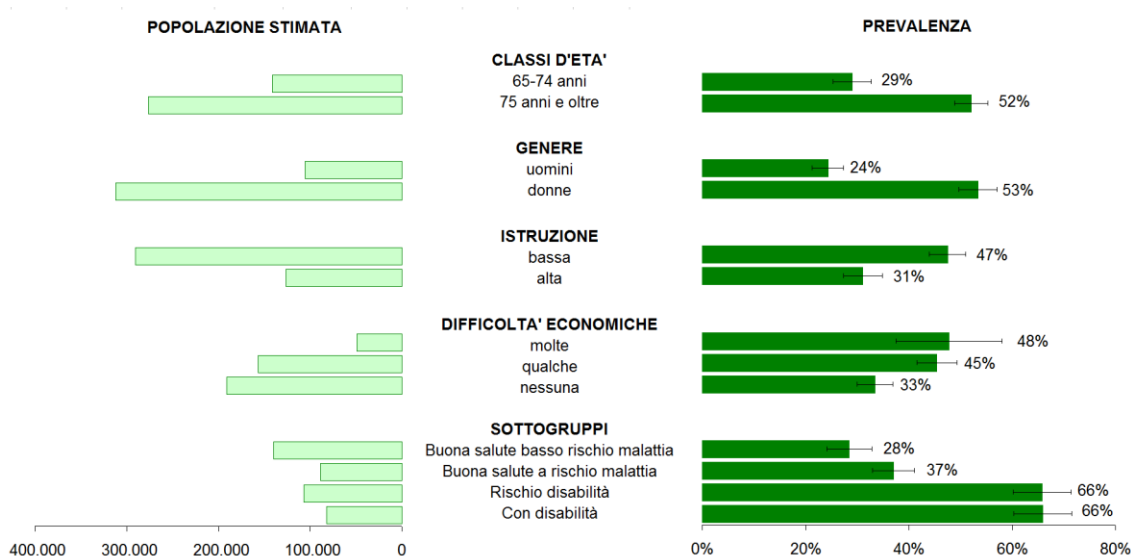 POPOLAZIONE STIMATA
PREVALENZA
CLASSI D'ETA'
65-74 anni 29%
75 anni e oltre 52%
GENERE
uomini 24%
donne 53%
ISTRUZIONE
bassa 47%
alta 31%
DIFFICOLTA' ECONOMICHE
molte 48%
qualche 45%
nessuna 33%
SOTTOGRUPPI
Buona salute basso rischio malattia 28%
Buona salute a rischio malattia 37%
Rischio disabilità 66%
Con disabilità 66%
400.000 300.000 200.000 100.000 0
0% 20% 40% 60% 80%